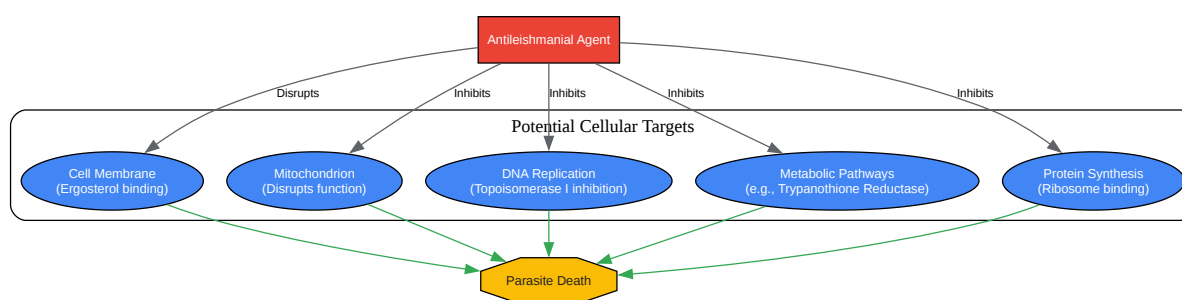 Antileishmanial Agent
Disrupts
Inhibits
Inhibits
Inhibits
Inhibits
Potential Cellular Targets
Cell Membrane
(Ergosterol binding)
Mitochondrion
(Disrupts function)
DNA Replication
(Topoisomerase I inhibition)
Metabolic Pathways
(e.g., Trypanothione Reductase)
Protein Synthesis
(Ribosome binding)
Parasite Death